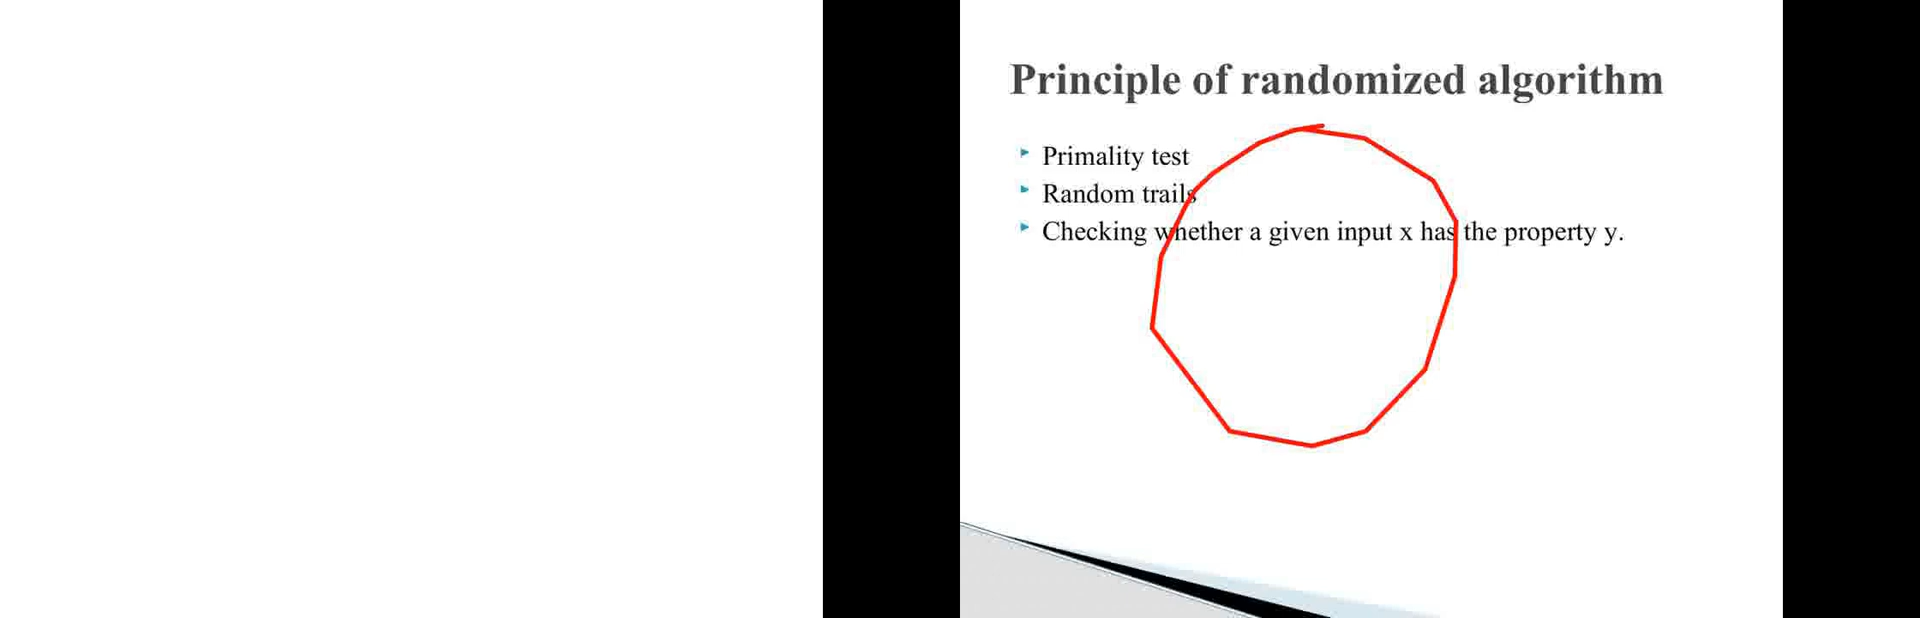 Principle of randomized algorithm
Primality test
Random trails
Checking whether a given input x has the property y.